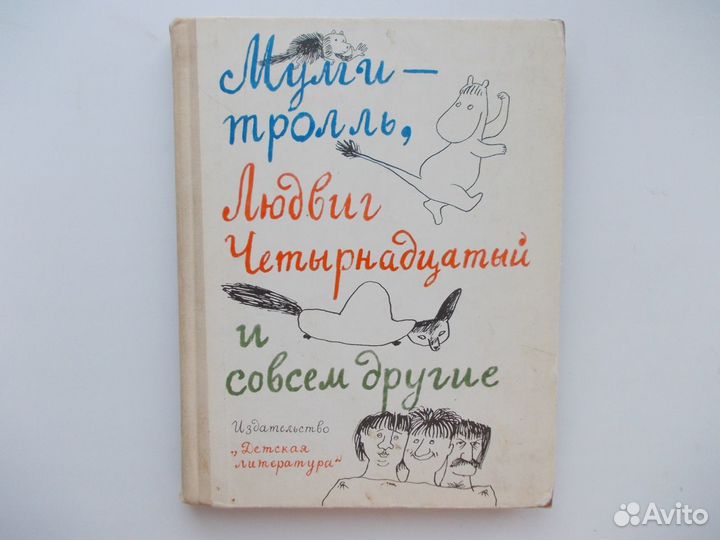 Муми-
тролль,
Людвиг
Четырнадцатый
и
совсем другие
Издательство
„Детская
литература“
Avito